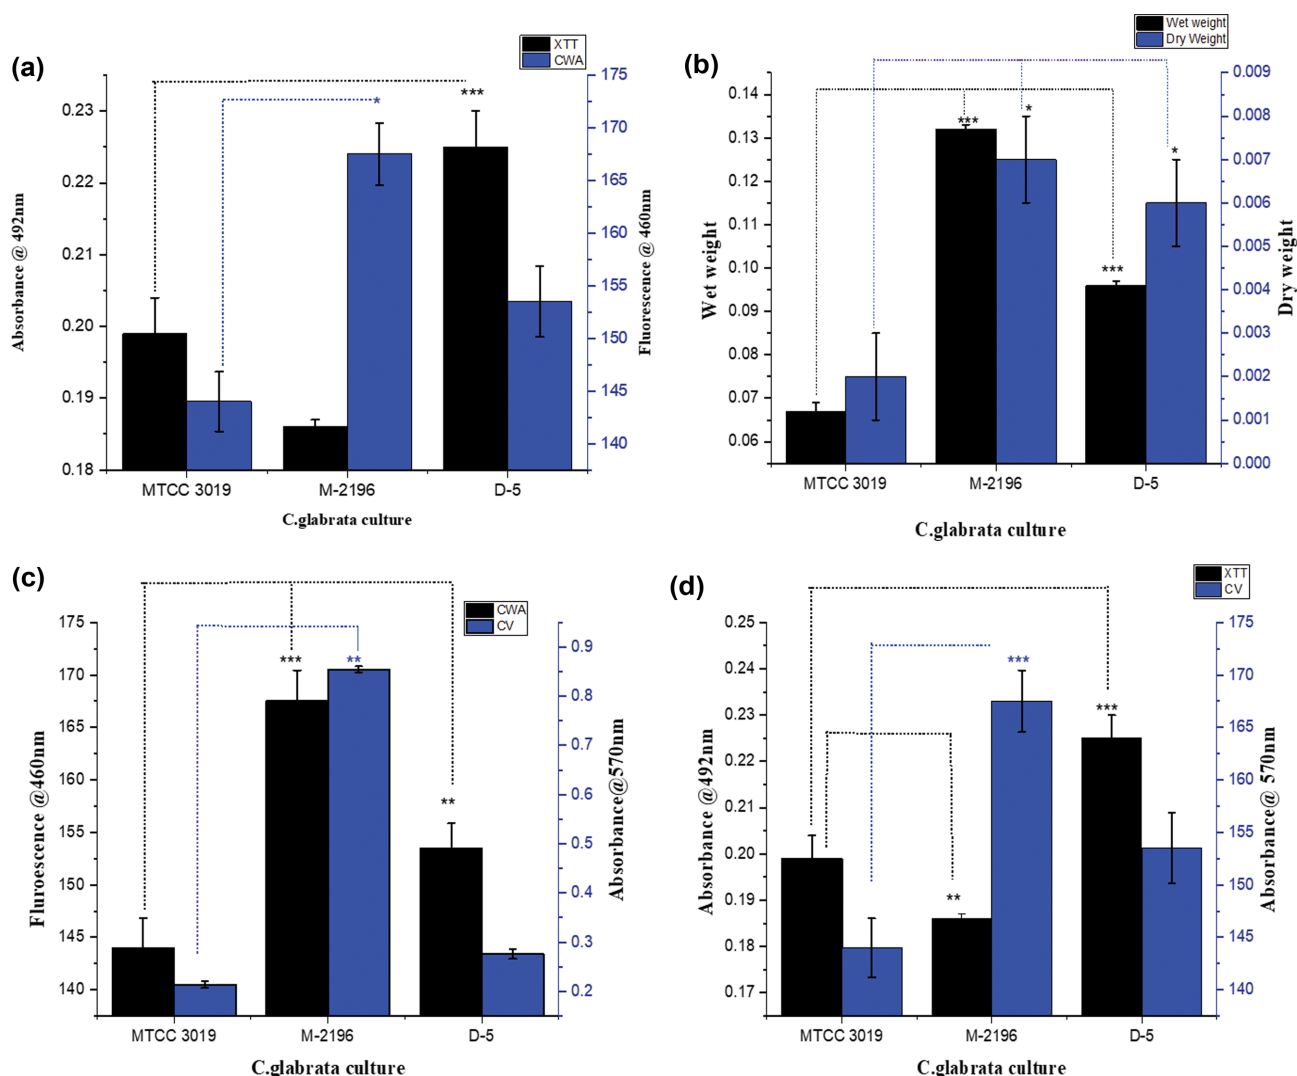 (a)
XTT
CWA
0.23
0.22
0.21
0.20
0.19
0.18
Absorbance @ 492nm
***
*
175
170
165
160
155
150
145
140
Fluorescence @ 460nm
MTCC 3019
M-2196
D-5
C.glabrata culture
(b)
Wet weight
Dry Weight
0.14
0.13
0.12
0.11
0.10
0.09
0.08
0.07
0.06
Wet weight
***
*
***
*
0.009
0.008
0.007
0.006
0.005
0.004
0.003
0.002
0.001
0.000
Dry weight
MTCC 3019
M-2196
D-5
C.glabrata culture
(c)
CWA
CV
175
170
165
160
155
150
145
140
Fluroescence @460nm
***
**
**
0.9
0.8
0.7
0.6
0.5
0.4
0.3
0.2
Absorbance@570nm
MTCC 3019
M-2196
D-5
C.glabrata culture
(d)
XTT
CV
0.25
0.24
0.23
0.22
0.21
0.20
0.19
0.18
0.17
Absorbance @492nm
***
***
**
175
170
165
160
155
150
145
140
Absorbance@ 570nm
MTCC 3019
M-2196
D-5
C.glabrata culture